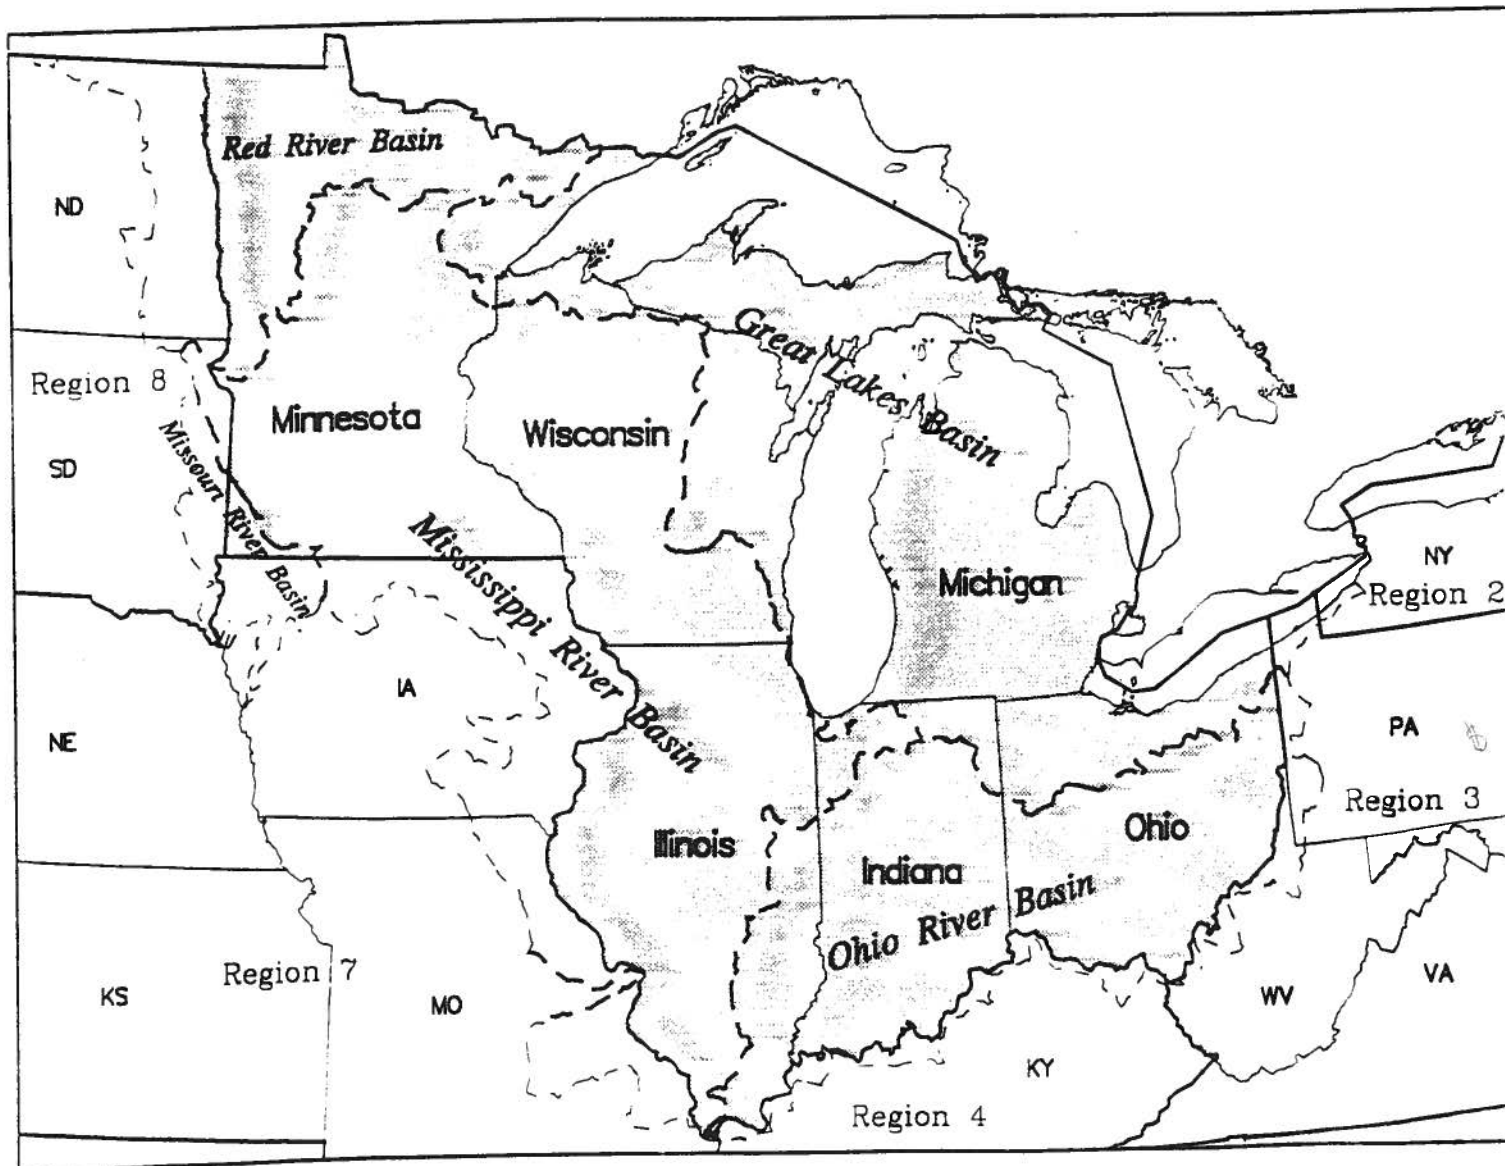 Red River Basin
ND
Great Lakes Basin
Region 8
Minnesota
Wisconsin
SD
Missouri River Basin
Mississippi River Basin
Michigan
NY
Region 2
IA
NE
PA
Region 3
Illinois
Indiana
Ohio
Ohio River Basin
Region 7
KS
MO
WV
VA
KY
Region 4